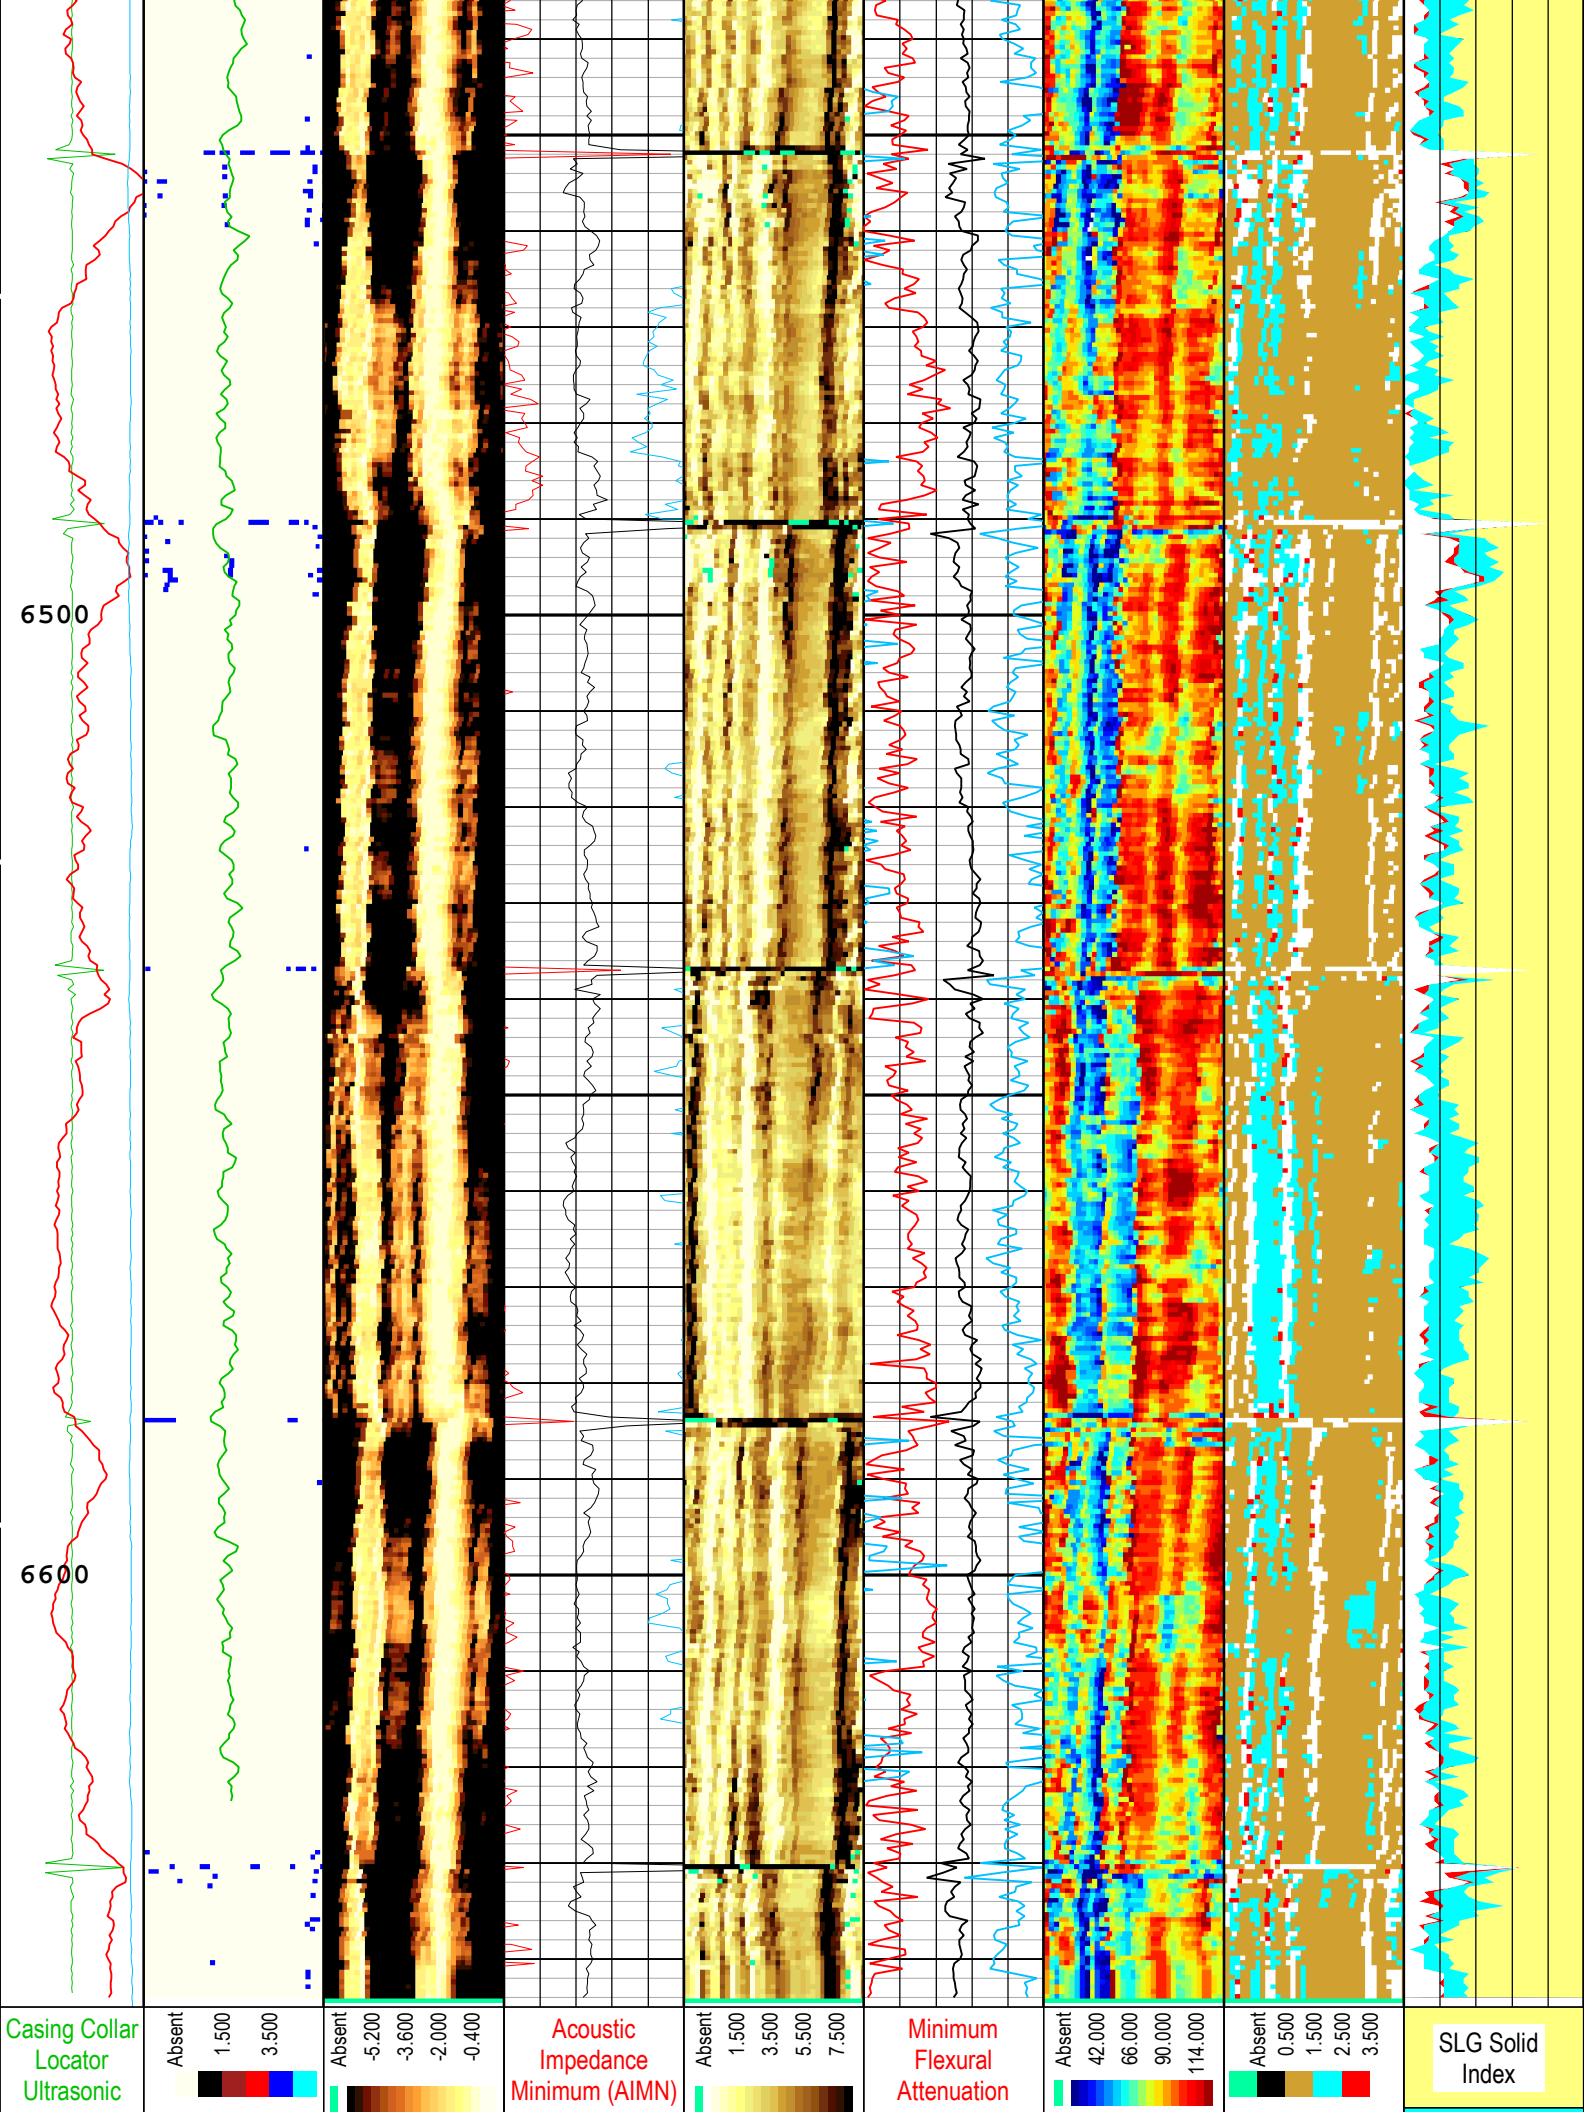 6500
6600
Casing Collar
Locator
Ultrasonic
Absent
1.500
3.500
Absent
-5.200
-3.600
-2.000
-0.400
Acoustic
Impedance
Minimum (AIMN)
Absent
1.500
3.500
5.500
7.500
Minimum
Flexural
Attenuation
Absent
42.000
66.000
90.000
114.000
Absent
0.500
1.500
2.500
3.500
SLG Solid
Index